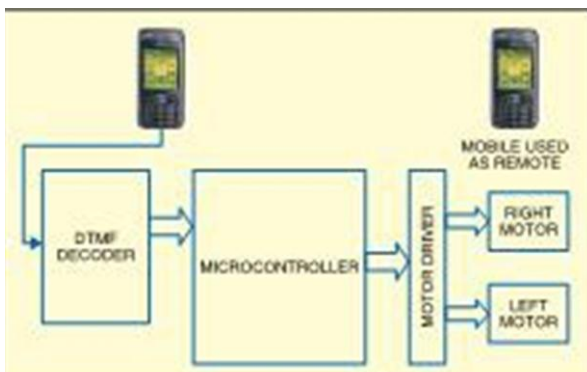 MOBILE USED
AS REMOTE
DTMF
DECODER
MICROCONTROLLER
MOTOR DRIVER
RIGHT
MOTOR
LEFT
MOTOR